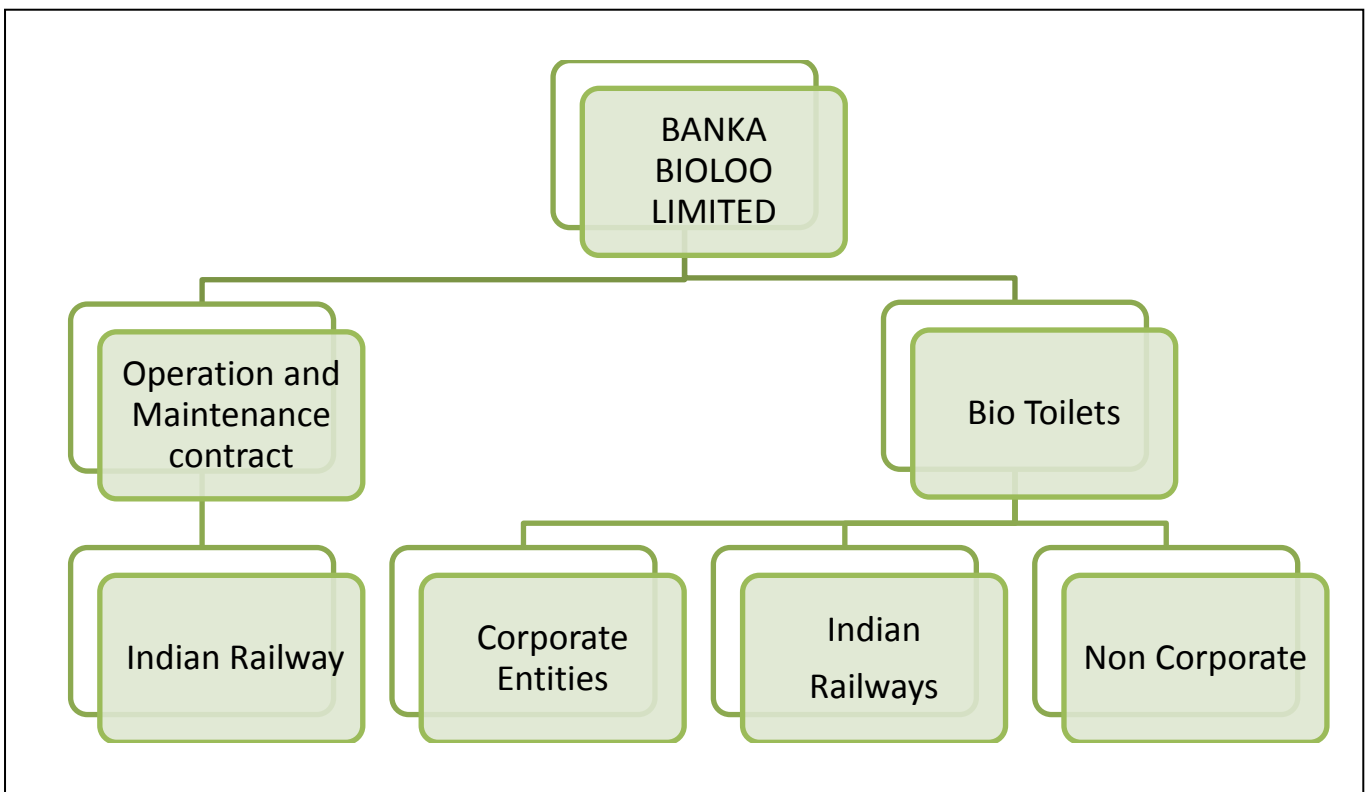 BANKA
BIOLOO
LIMITED
Operation and
Maintenance
contract
Bio Toilets
Indian Railway
Corporate
Entities
Indian
Railways
Non Corporate